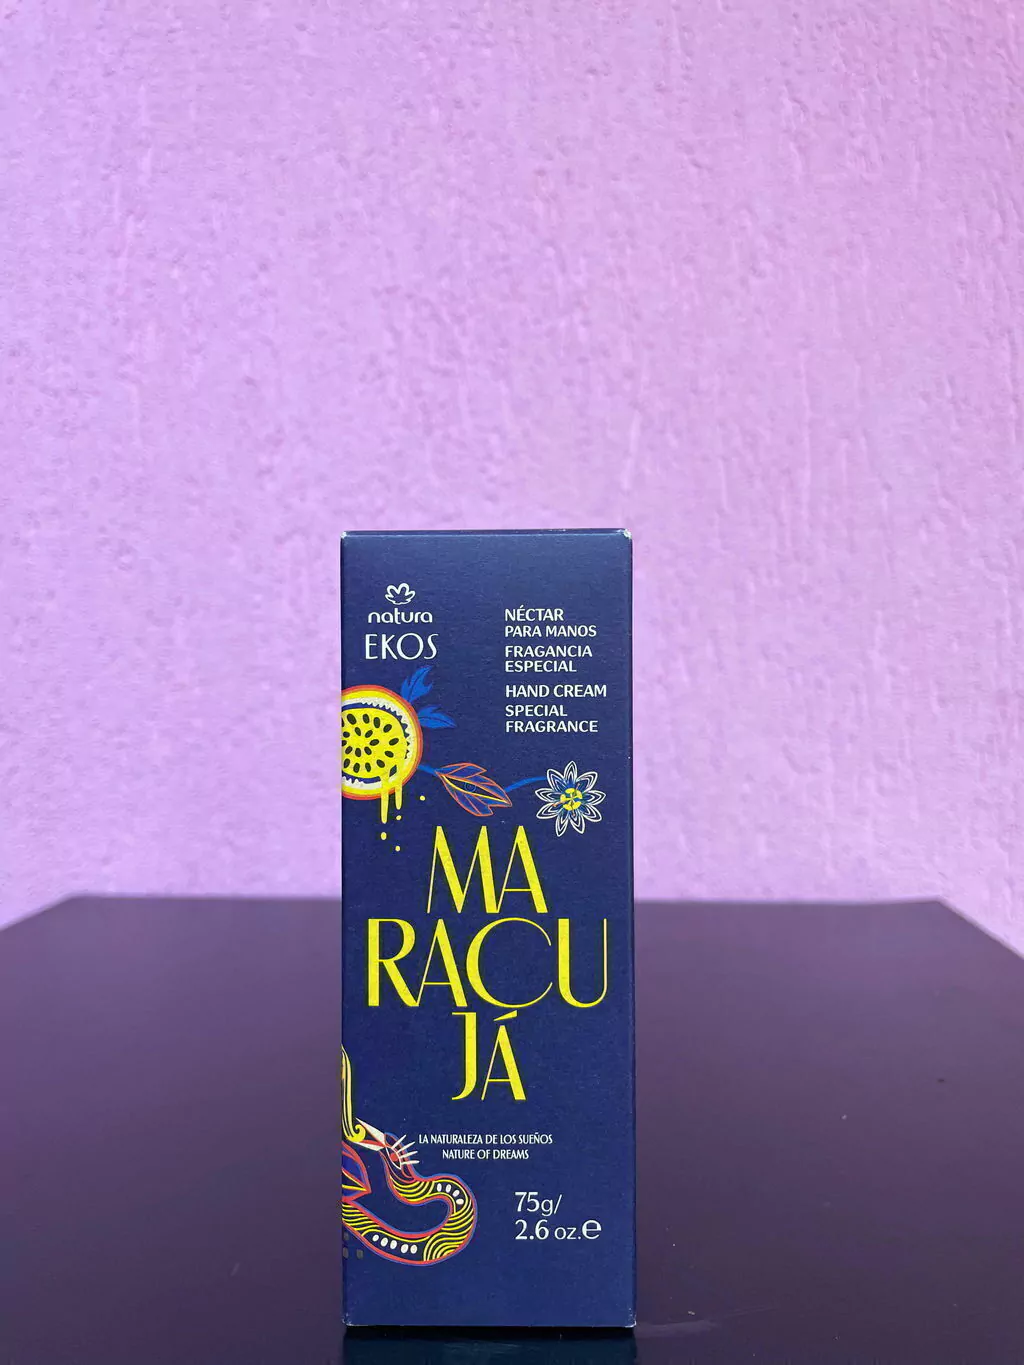 natura
EKOS
NÉCTAR
PARA MANOS
FRAGANCIA
ESPECIAL
HAND CREAM
SPECIAL
FRAGRANCE
MA
RACU
JÁ
LA NATURALEZA DE LOS SUEÑOS
NATURE OF DREAMS
75g/
2.6 oz.℮